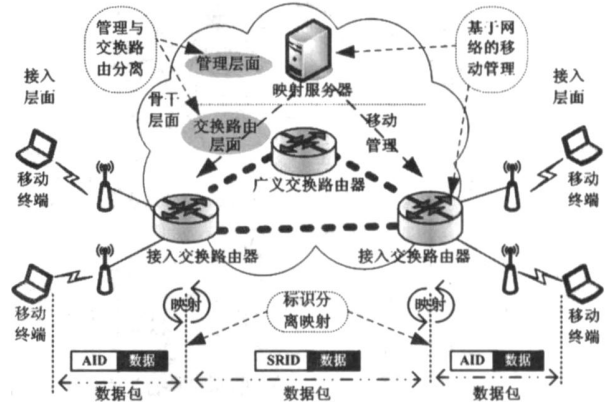 管理与
交换路
由分离
管理层面
映射服务器
基于网
络的移
动管理
接入
层面
骨干
层面
交换路由
层面
移动
管理
接入
层面
移动
终端
广义交换路由器
移动
终端
接入交换路由器
接入交换路由器
移动
终端
映射
标识分
离映射
映射
移动
终端
AID 数据
SRID 数据
AID 数据
数据包
数据包
数据包